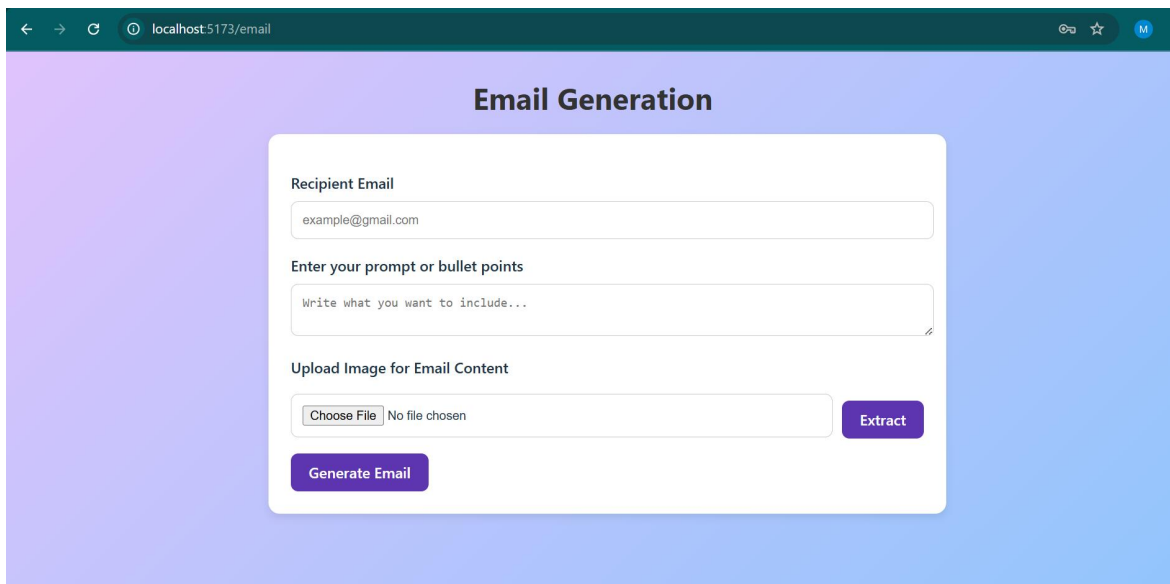 localhost:5173/email
M
Email Generation
Recipient Email
example@gmail.com
Enter your prompt or bullet points
Write what you want to include...
Upload Image for Email Content
Choose File No file chosen
Extract
Generate Email